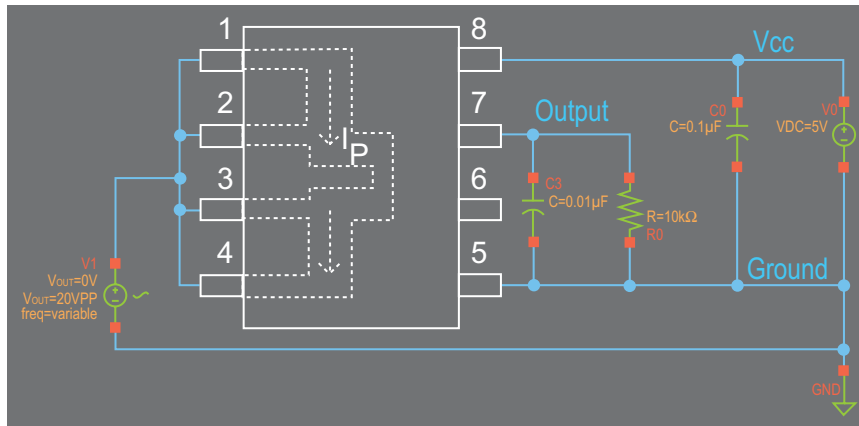 1
2
3
4
8
7
6
5
IP
Vcc
Output
Ground
C0
C=0.1µF
V0
VDC=5V
C3
C=0.01µF
R=10kΩ
R0
V1
VOUT=0V
VOUT=20VPP
freq=variable
GND